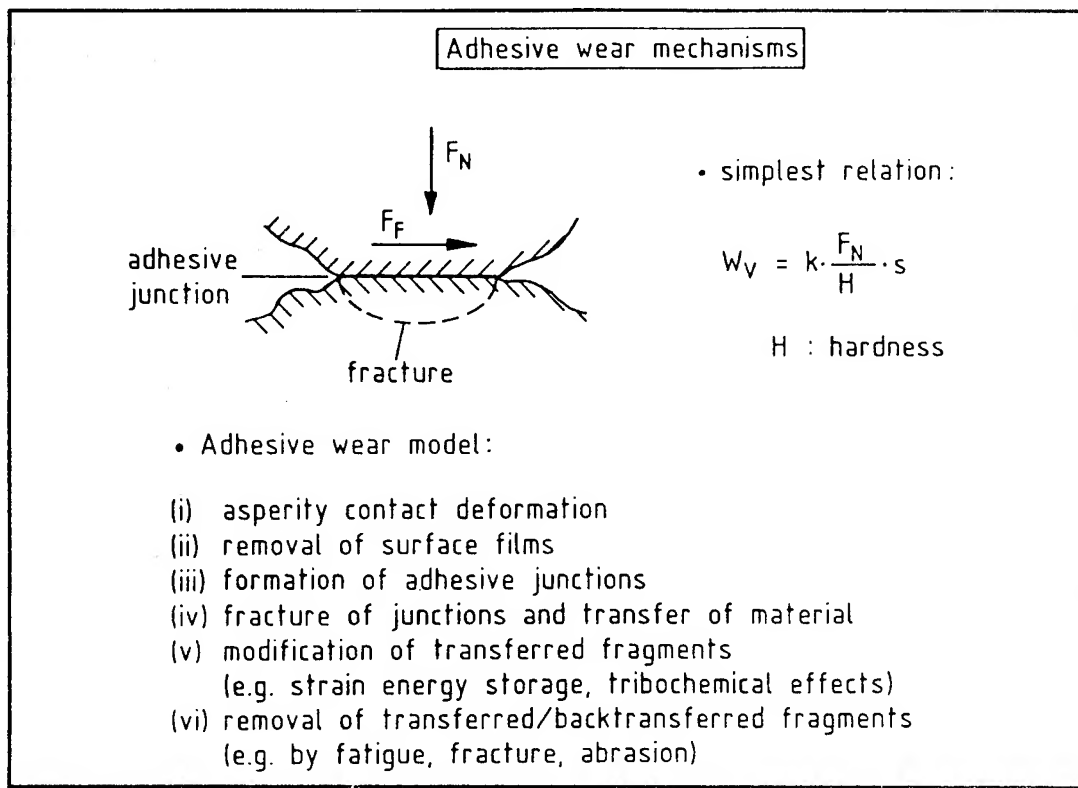 Adhesive wear mechanisms
F_N
F_F
adhesive
junction
fracture
• simplest relation:
W_V = k · F_N / H · s
H : hardness
• Adhesive wear model:
(i) asperity contact deformation
(ii) removal of surface films
(iii) formation of adhesive junctions
(iv) fracture of junctions and transfer of material
(v) modification of transferred fragments
(e.g. strain energy storage, tribochemical effects)
(vi) removal of transferred/backtransferred fragments
(e.g. by fatigue, fracture, abrasion)